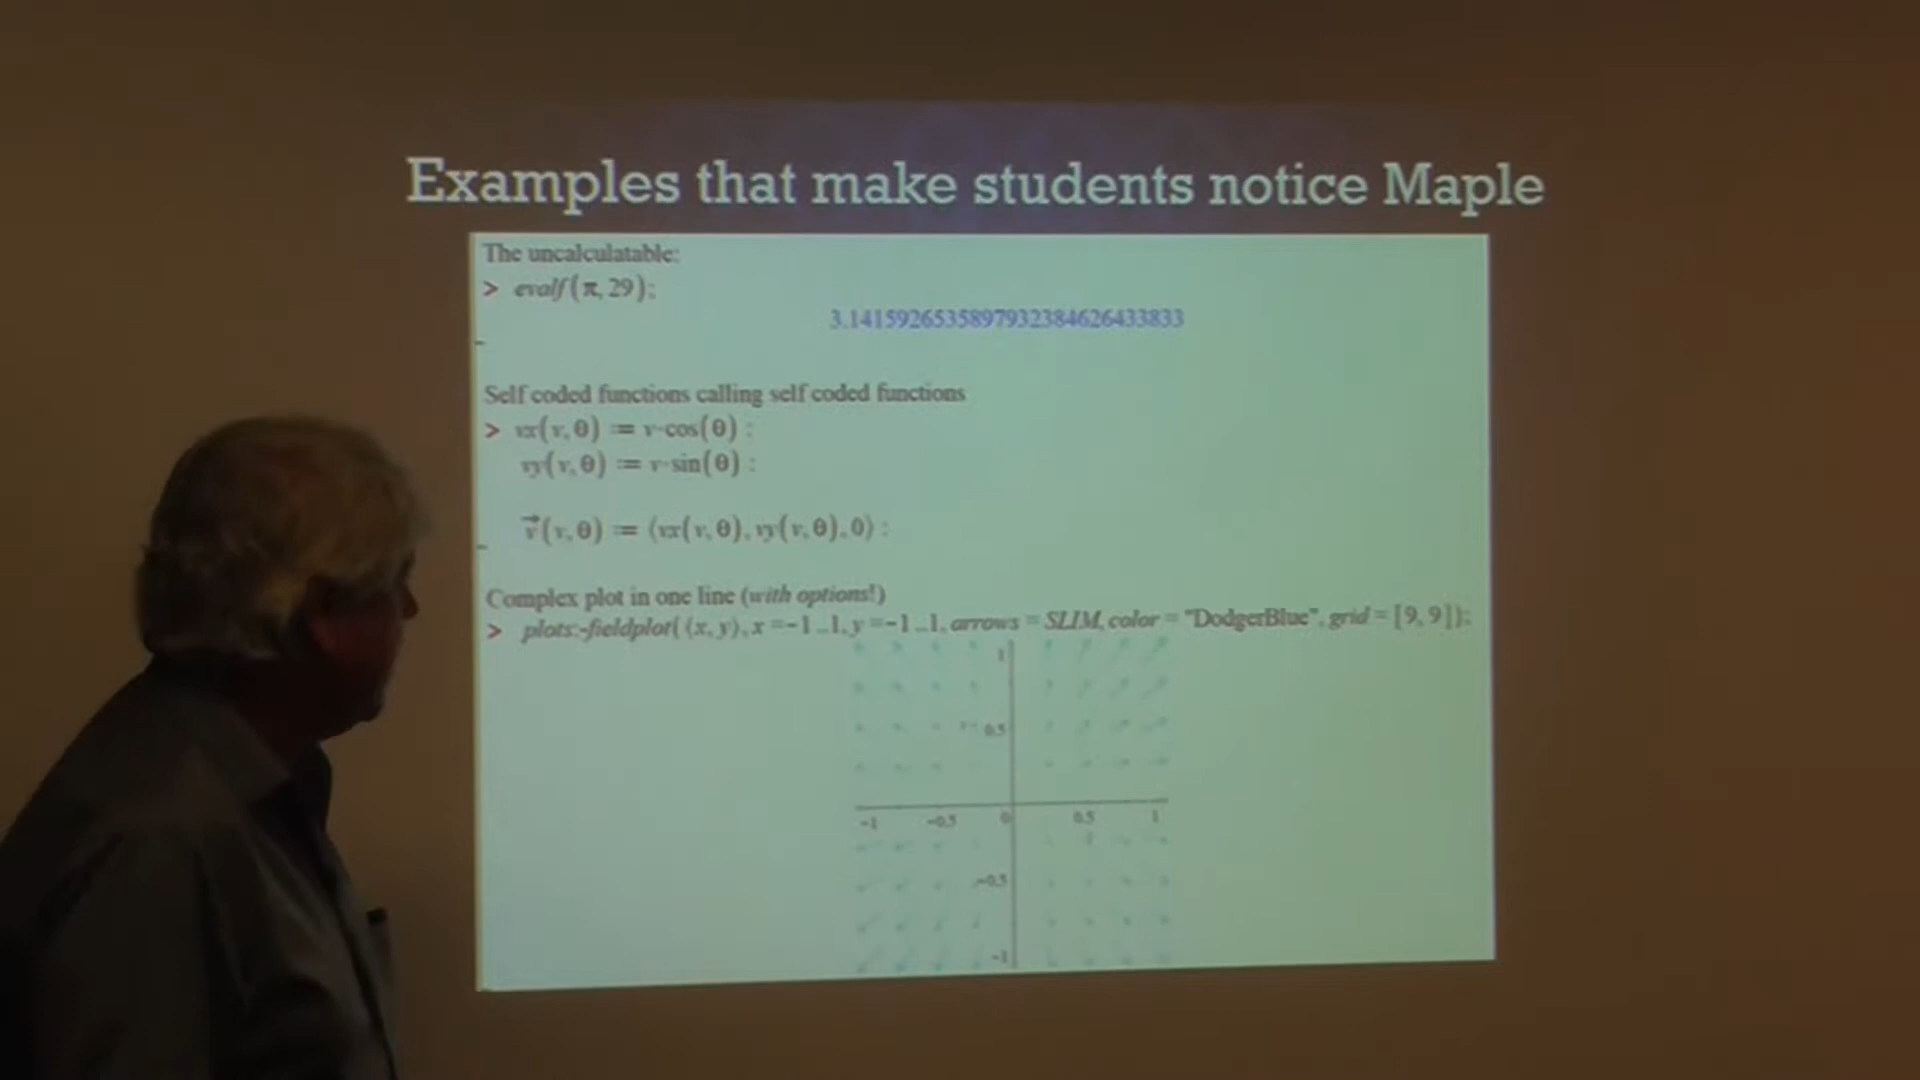 Examples that make students notice Maple
The uncalculatable:
> evalf(π, 29);
3.1415926535897932384626433833
Self coded functions calling self coded functions
> vx(v, θ) := v·cos(θ) :
vy(v, θ) := v·sin(θ) :
v⃗(v, θ) := ⟨vx(v, θ), vy(v, θ), 0⟩ :
Complex plot in one line (with options!)
> plots:-fieldplot( ⟨x, y⟩, x =-1 ..1, y =-1 ..1, arrows = SLIM, color = "DodgerBlue", grid = [9, 9]);
1
0.5
-1 -0.5 0 0.5 1
-0.5
-1